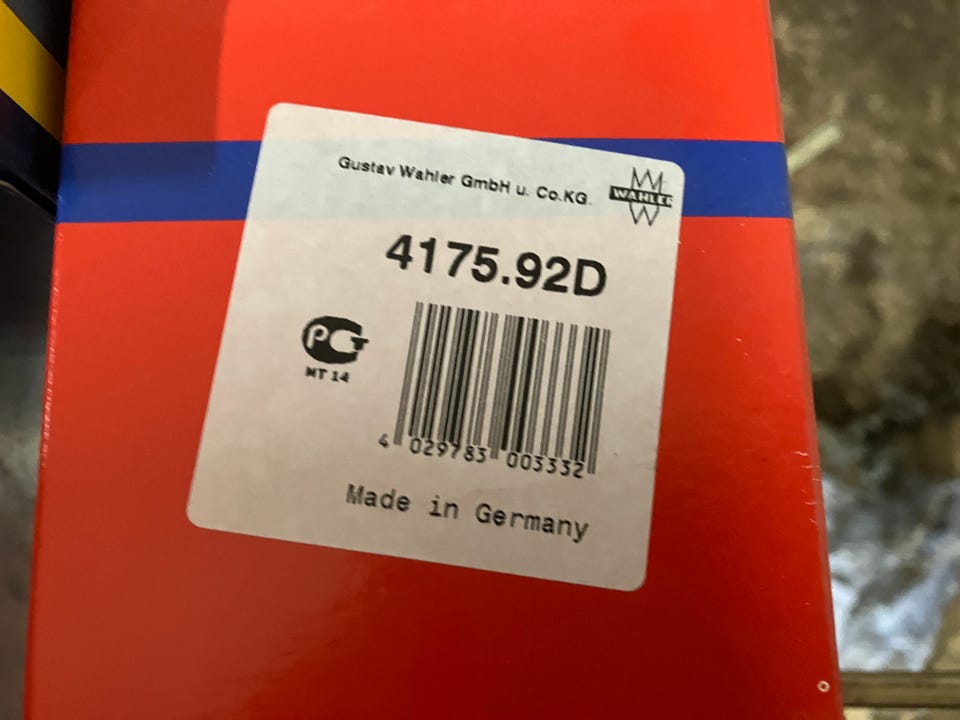 Gustav Wahler GmbH u. Co.KG.
WAHLER
4175.92D
PCT
MT 14
4 029783 003332
Made in Germany